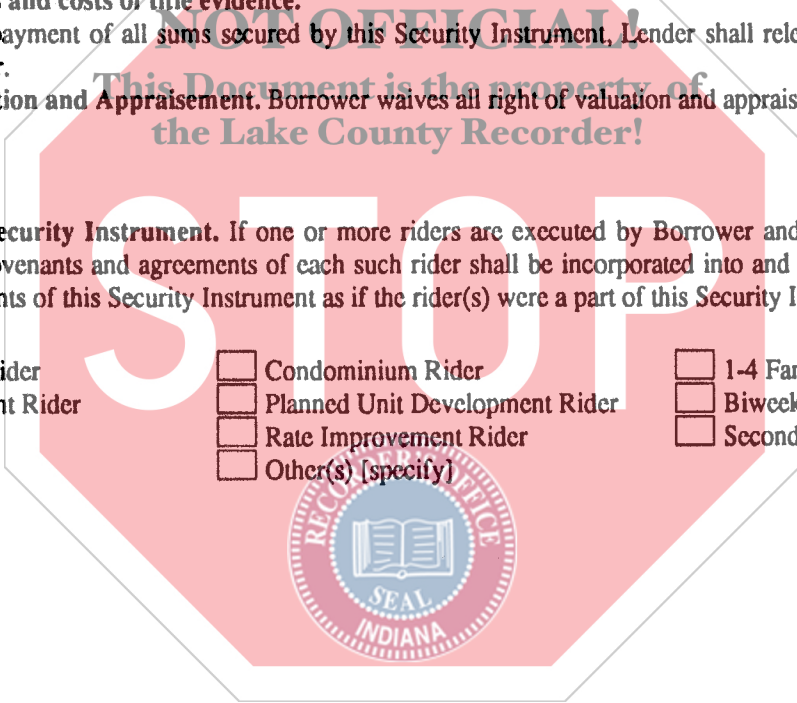 and costs of title evidence.
NOT OFFICIAL!
payment of all sums secured by this Security Instrument, Lender shall rele
This Document is the property of
tion and Appraisement. Borrower waives all right of valuation and apprais
the Lake County Recorder!
STOP
ecurity Instrument. If one or more riders are executed by Borrower and
venants and agreements of each such rider shall be incorporated into and
nts of this Security Instrument as if the rider(s) were a part of this Security I
ider Condominium Rider 1-4 Fam
nt Rider Planned Unit Development Rider Biweek
Rate Improvement Rider Second
Other(s) [specify]
RECORDER'S OFFICE
SEAL
INDIANA